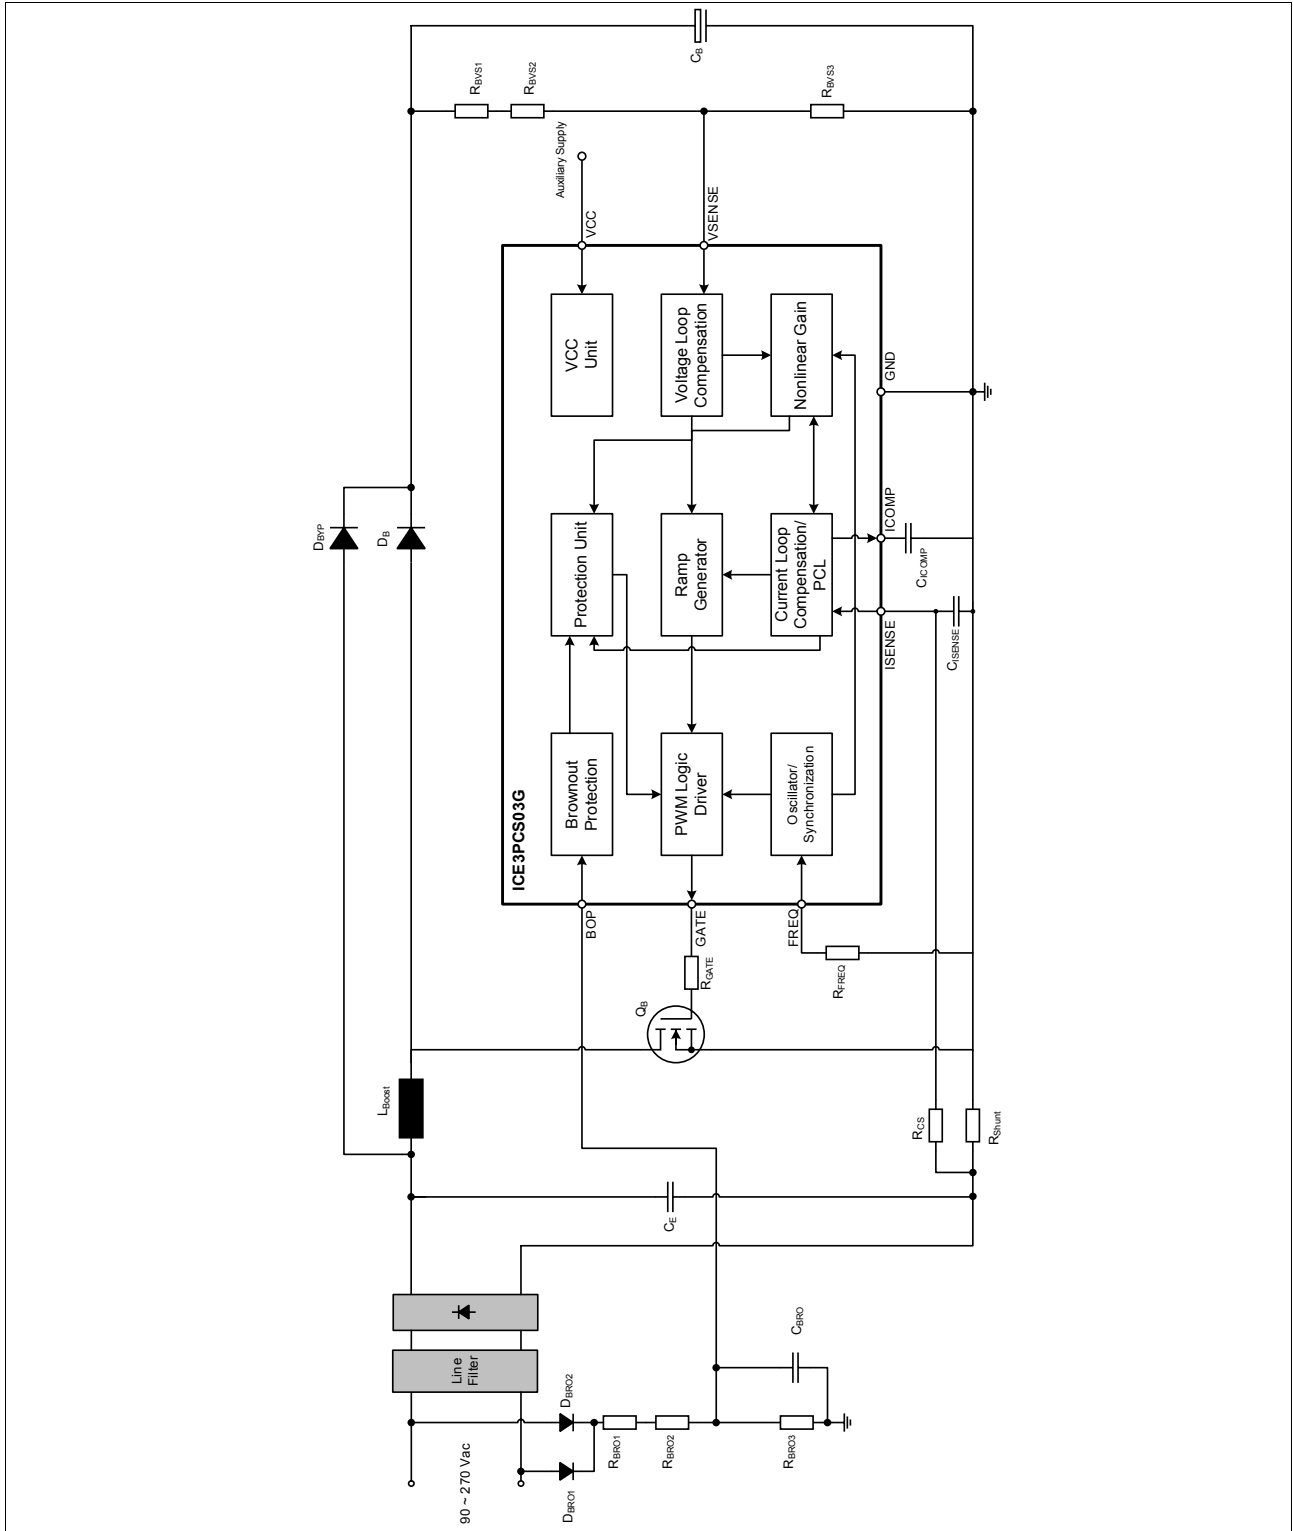 90 ~ 270 Vac
Line
Filter
DBRO1
DBRO2
RBRO1
RBRO2
RBRO3
CBRO
CE
LBoost
DBYP
DB
QB
RGATE
RFREQ
RCS
RShunt
ICE3PCS03G
BOP
GATE
FREQ
Brownout
Protection
PWM Logic
Driver
Oscillator/
Synchronization
Protection Unit
Ramp
Generator
Current Loop
Compensation/
PCL
VCC
Unit
Voltage Loop
Compensation
Nonlinear Gain
ISENSE
ICOMP
GND
CISENSE
CICOMP
VCC
VSENSE
Auxiliary Supply
RBVS1
RBVS2
RBVS3
CB